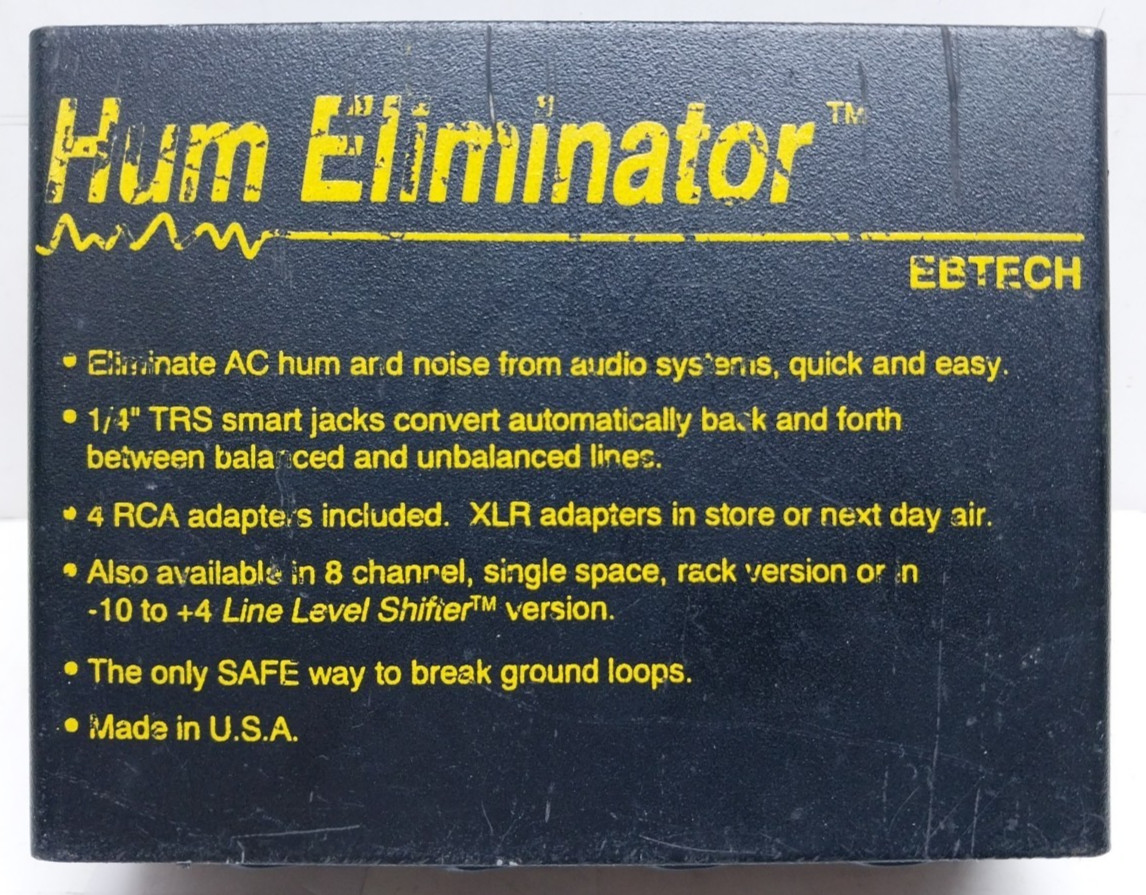 Hum Eliminator™
EBTECH
• Eliminate AC hum and noise from audio systems, quick and easy.
• 1/4" TRS smart jacks convert automatically back and forth
between balanced and unbalanced lines.
• 4 RCA adapters included. XLR adapters in store or next day air.
• Also available in 8 channel, single space, rack version or in
-10 to +4 Line Level Shifter™ version.
• The only SAFE way to break ground loops.
• Made in U.S.A.